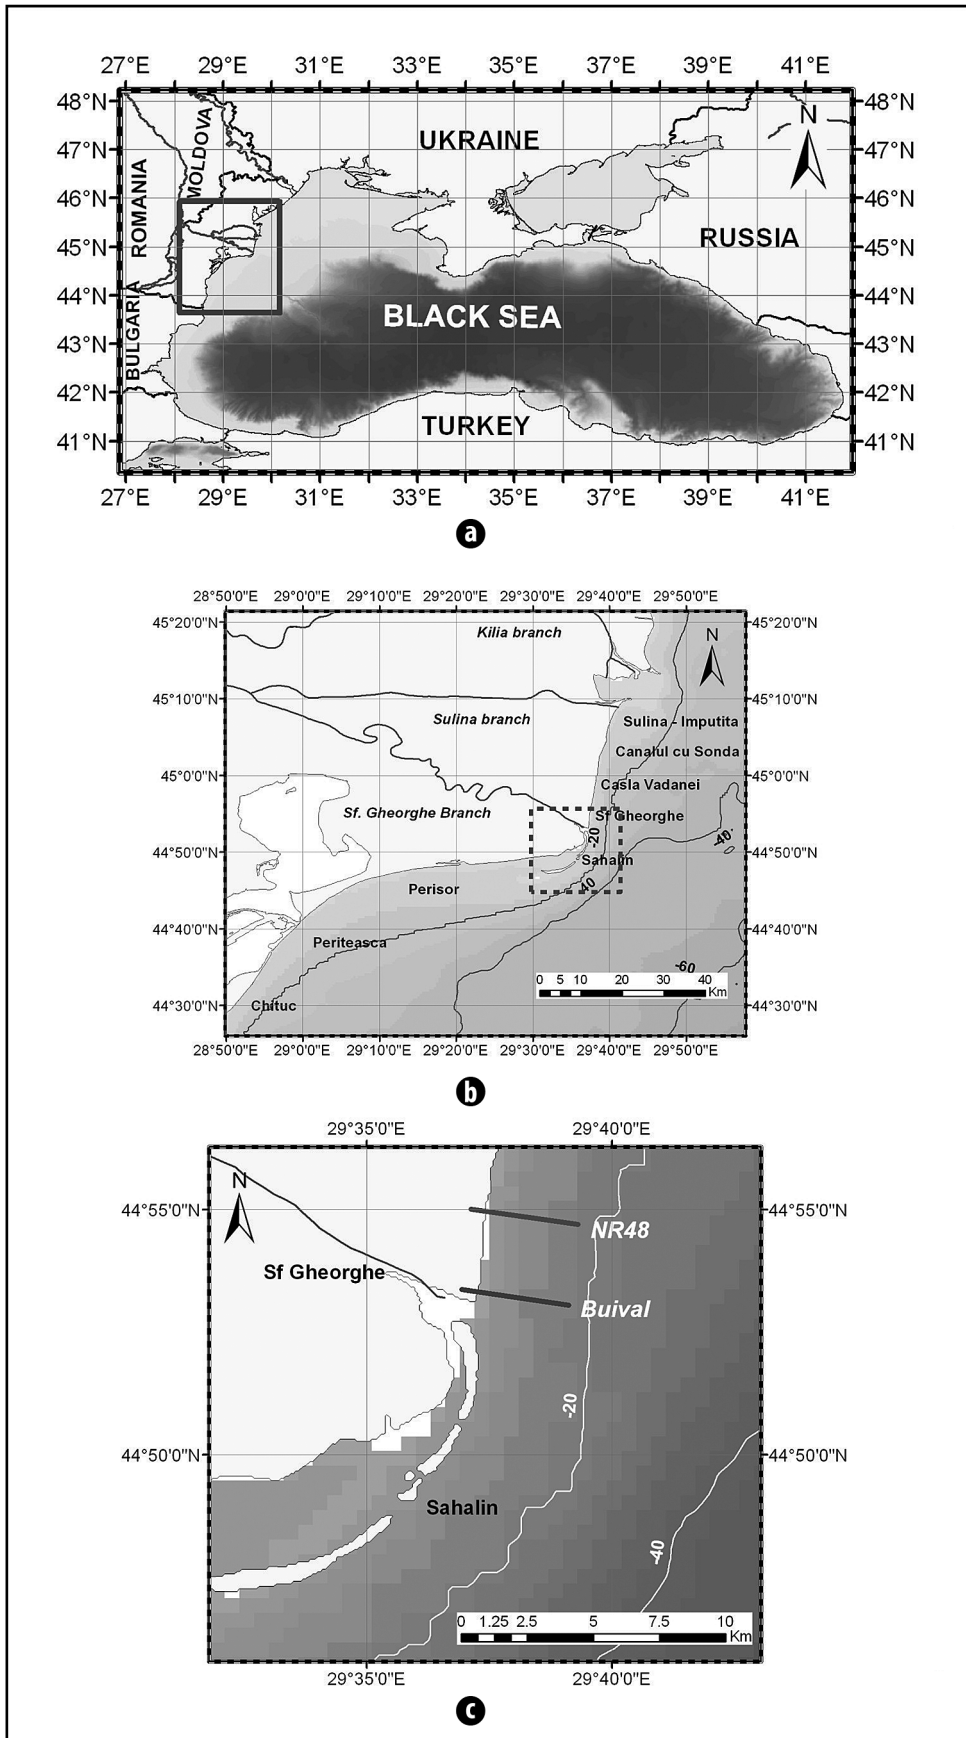 27°E 29°E 31°E 33°E 35°E 37°E 39°E 41°E
48°N 48°N
47°N 47°N
46°N 46°N
45°N 45°N
44°N 44°N
43°N 43°N
42°N 42°N
41°N 41°N
ROMANIA
MOLDOVA
BULGARIA
UKRAINE
N
RUSSIA
BLACK SEA
TURKEY
27°E 29°E 31°E 33°E 35°E 37°E 39°E 41°E
a
28°50'0"E 29°0'0"E 29°10'0"E 29°20'0"E 29°30'0"E 29°40'0"E 29°50'0"E
45°20'0"N 45°20'0"N
45°10'0"N 45°10'0"N
45°0'0"N 45°0'0"N
44°50'0"N 44°50'0"N
44°40'0"N 44°40'0"N
44°30'0"N 44°30'0"N
Kilia branch
N
Sulina branch
Sulina - Imputita
Canalul cu Sonda
Casla Vadanei
Sf. Gheorghe Branch
Sf Gheorghe
-20
-40
Sahalin
-40
Perisor
Periteasca
-60
0 5 10 20 30 40
Km
Chituc
28°50'0"E 29°0'0"E 29°10'0"E 29°20'0"E 29°30'0"E 29°40'0"E 29°50'0"E
b
29°35'0"E 29°40'0"E
44°55'0"N 44°55'0"N
44°50'0"N 44°50'0"N
N
NR48
Sf Gheorghe
Buival
-20
Sahalin
-40
0 1.25 2.5 5 7.5 10
Km
29°35'0"E 29°40'0"E
c